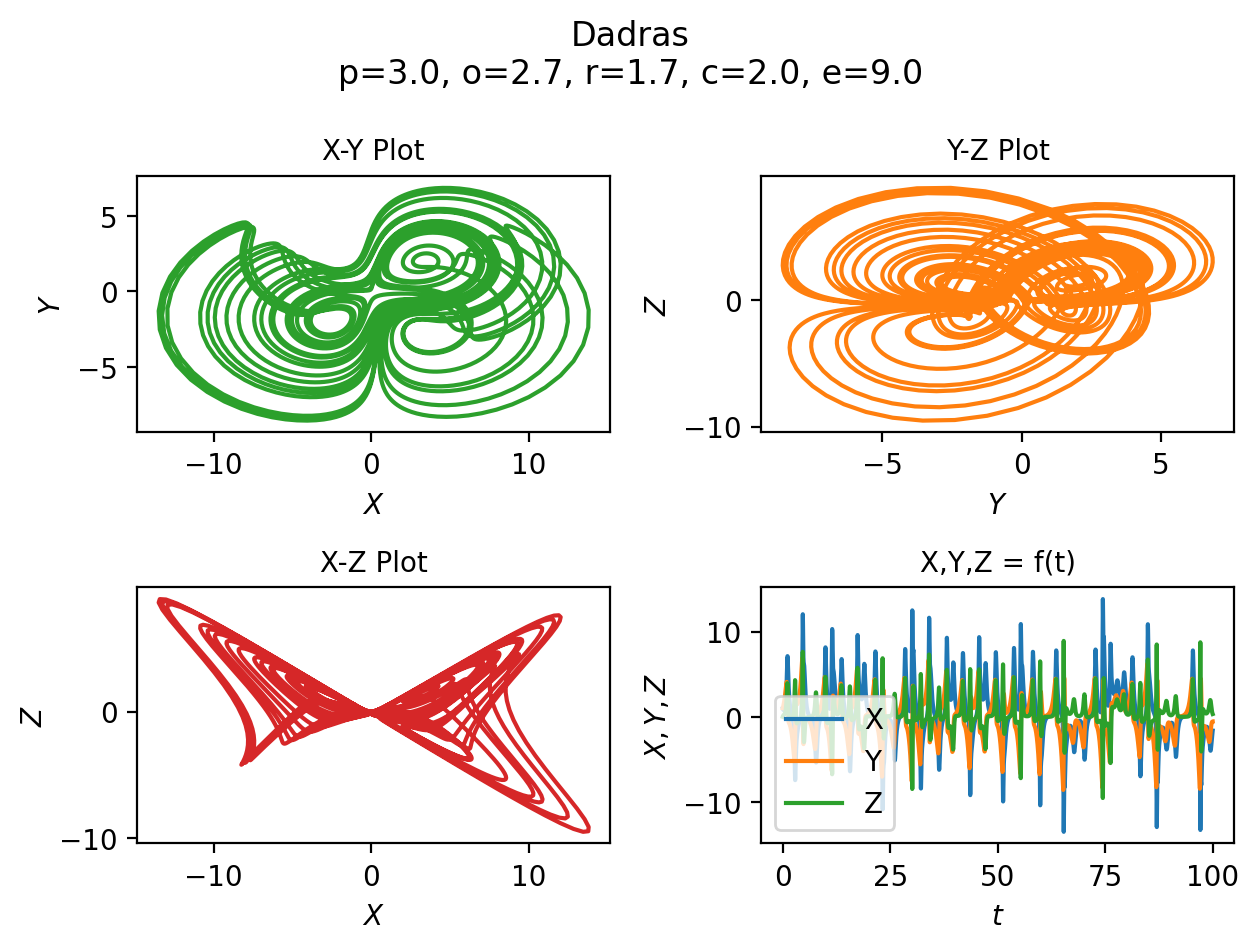 Dadras
p=3.0, o=2.7, r=1.7, c=2.0, e=9.0
X-Y Plot
5
0
−5
Y
−10 0 10
X
Y-Z Plot
0
−10
Z
−5 0 5
Y
X-Z Plot
0
−10
Z
−10 0 10
X
X,Y,Z = f(t)
10
0
−10
X, Y, Z
X
Y
Z
0 25 50 75 100
t